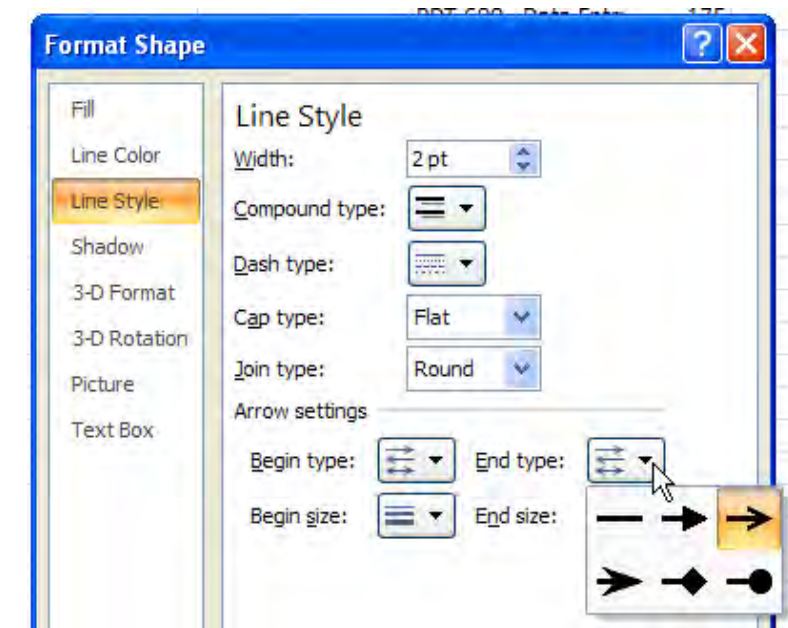 Format Shape
Fill
Line Color
Line Style
Shadow
3-D Format
3-D Rotation
Picture
Text Box
Line Style
Width: 2 pt
Compound type:
Dash type:
Cap type: Flat
Join type: Round
Arrow settings
Begin type: End type:
Begin size: End size: